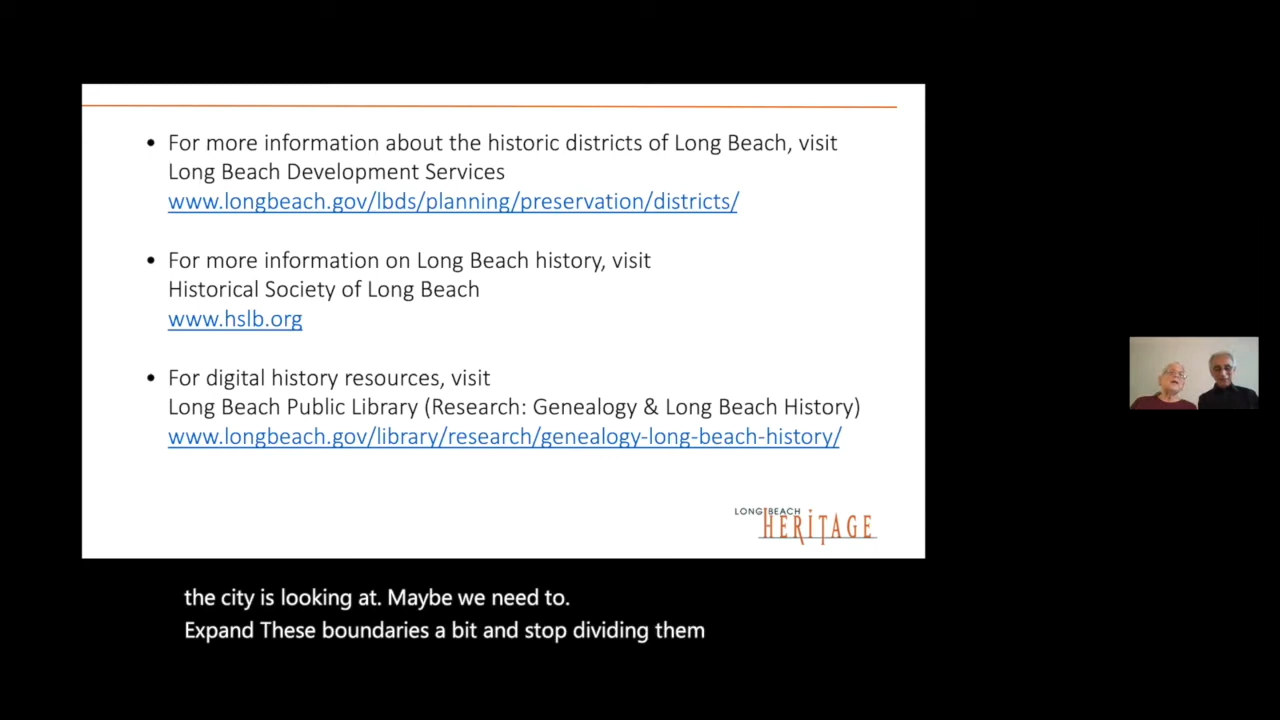 • For more information about the historic districts of Long Beach, visit
Long Beach Development Services
www.longbeach.gov/lbds/planning/preservation/districts/
• For more information on Long Beach history, visit
Historical Society of Long Beach
www.hslb.org
• For digital history resources, visit
Long Beach Public Library (Research: Genealogy & Long Beach History)
www.longbeach.gov/library/research/genealogy-long-beach-history/
LONG BEACH
HERITAGE
the city is looking at. Maybe we need to.
Expand These boundaries a bit and stop dividing them